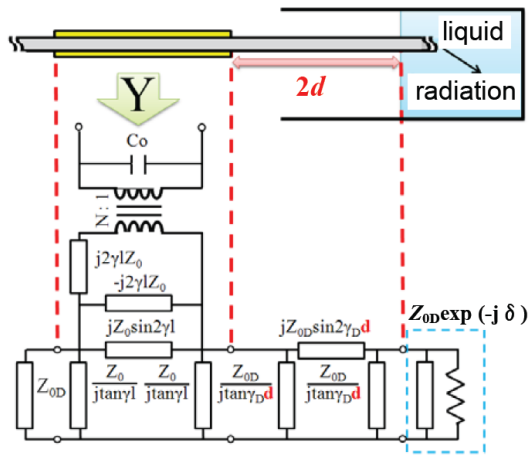 liquid
radiation
2d
Y
Co
N : 1
j2γlZ₀
-j2γlZ₀
jZ₀sin2γl
jZ₀Dsin2γDd
Z₀Dexp (-j δ )
Z₀D
Z₀
jtanγl
Z₀
jtanγl
Z₀D
jtanγDd
Z₀D
jtanγDd